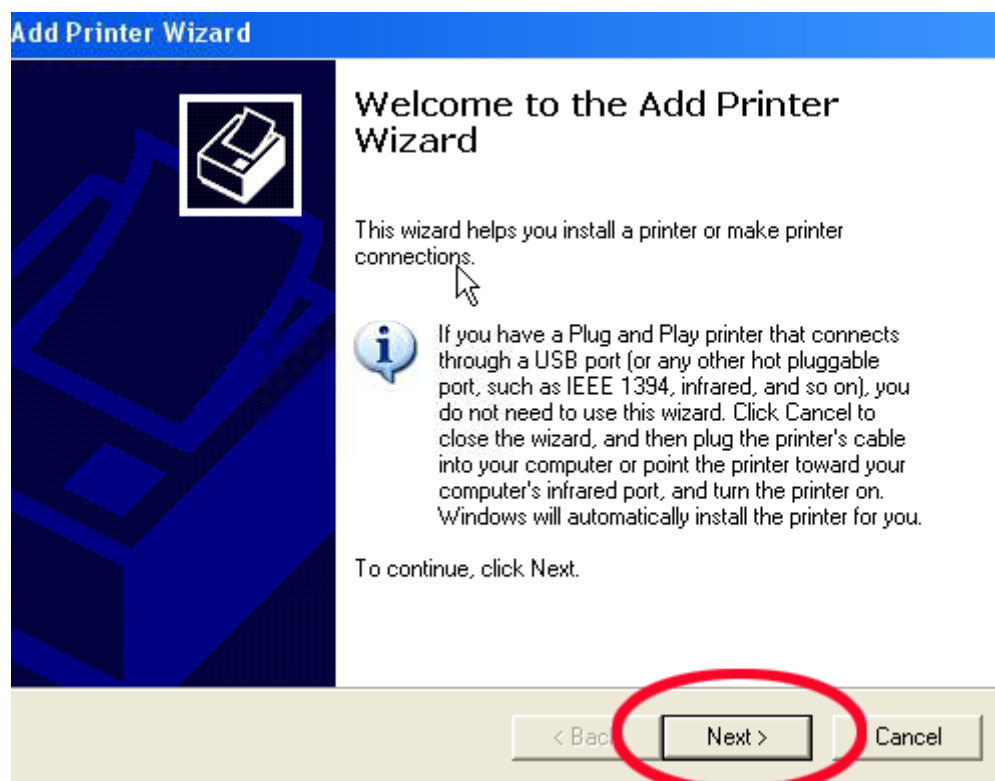 Add Printer Wizard
Welcome to the Add Printer
Wizard
This wizard helps you install a printer or make printer
connections.
If you have a Plug and Play printer that connects
through a USB port (or any other hot pluggable
port, such as IEEE 1394, infrared, and so on), you
do not need to use this wizard. Click Cancel to
close the wizard, and then plug the printer's cable
into your computer or point the printer toward your
computer's infrared port, and turn the printer on.
Windows will automatically install the printer for you.
To continue, click Next.
< Back Next > Cancel